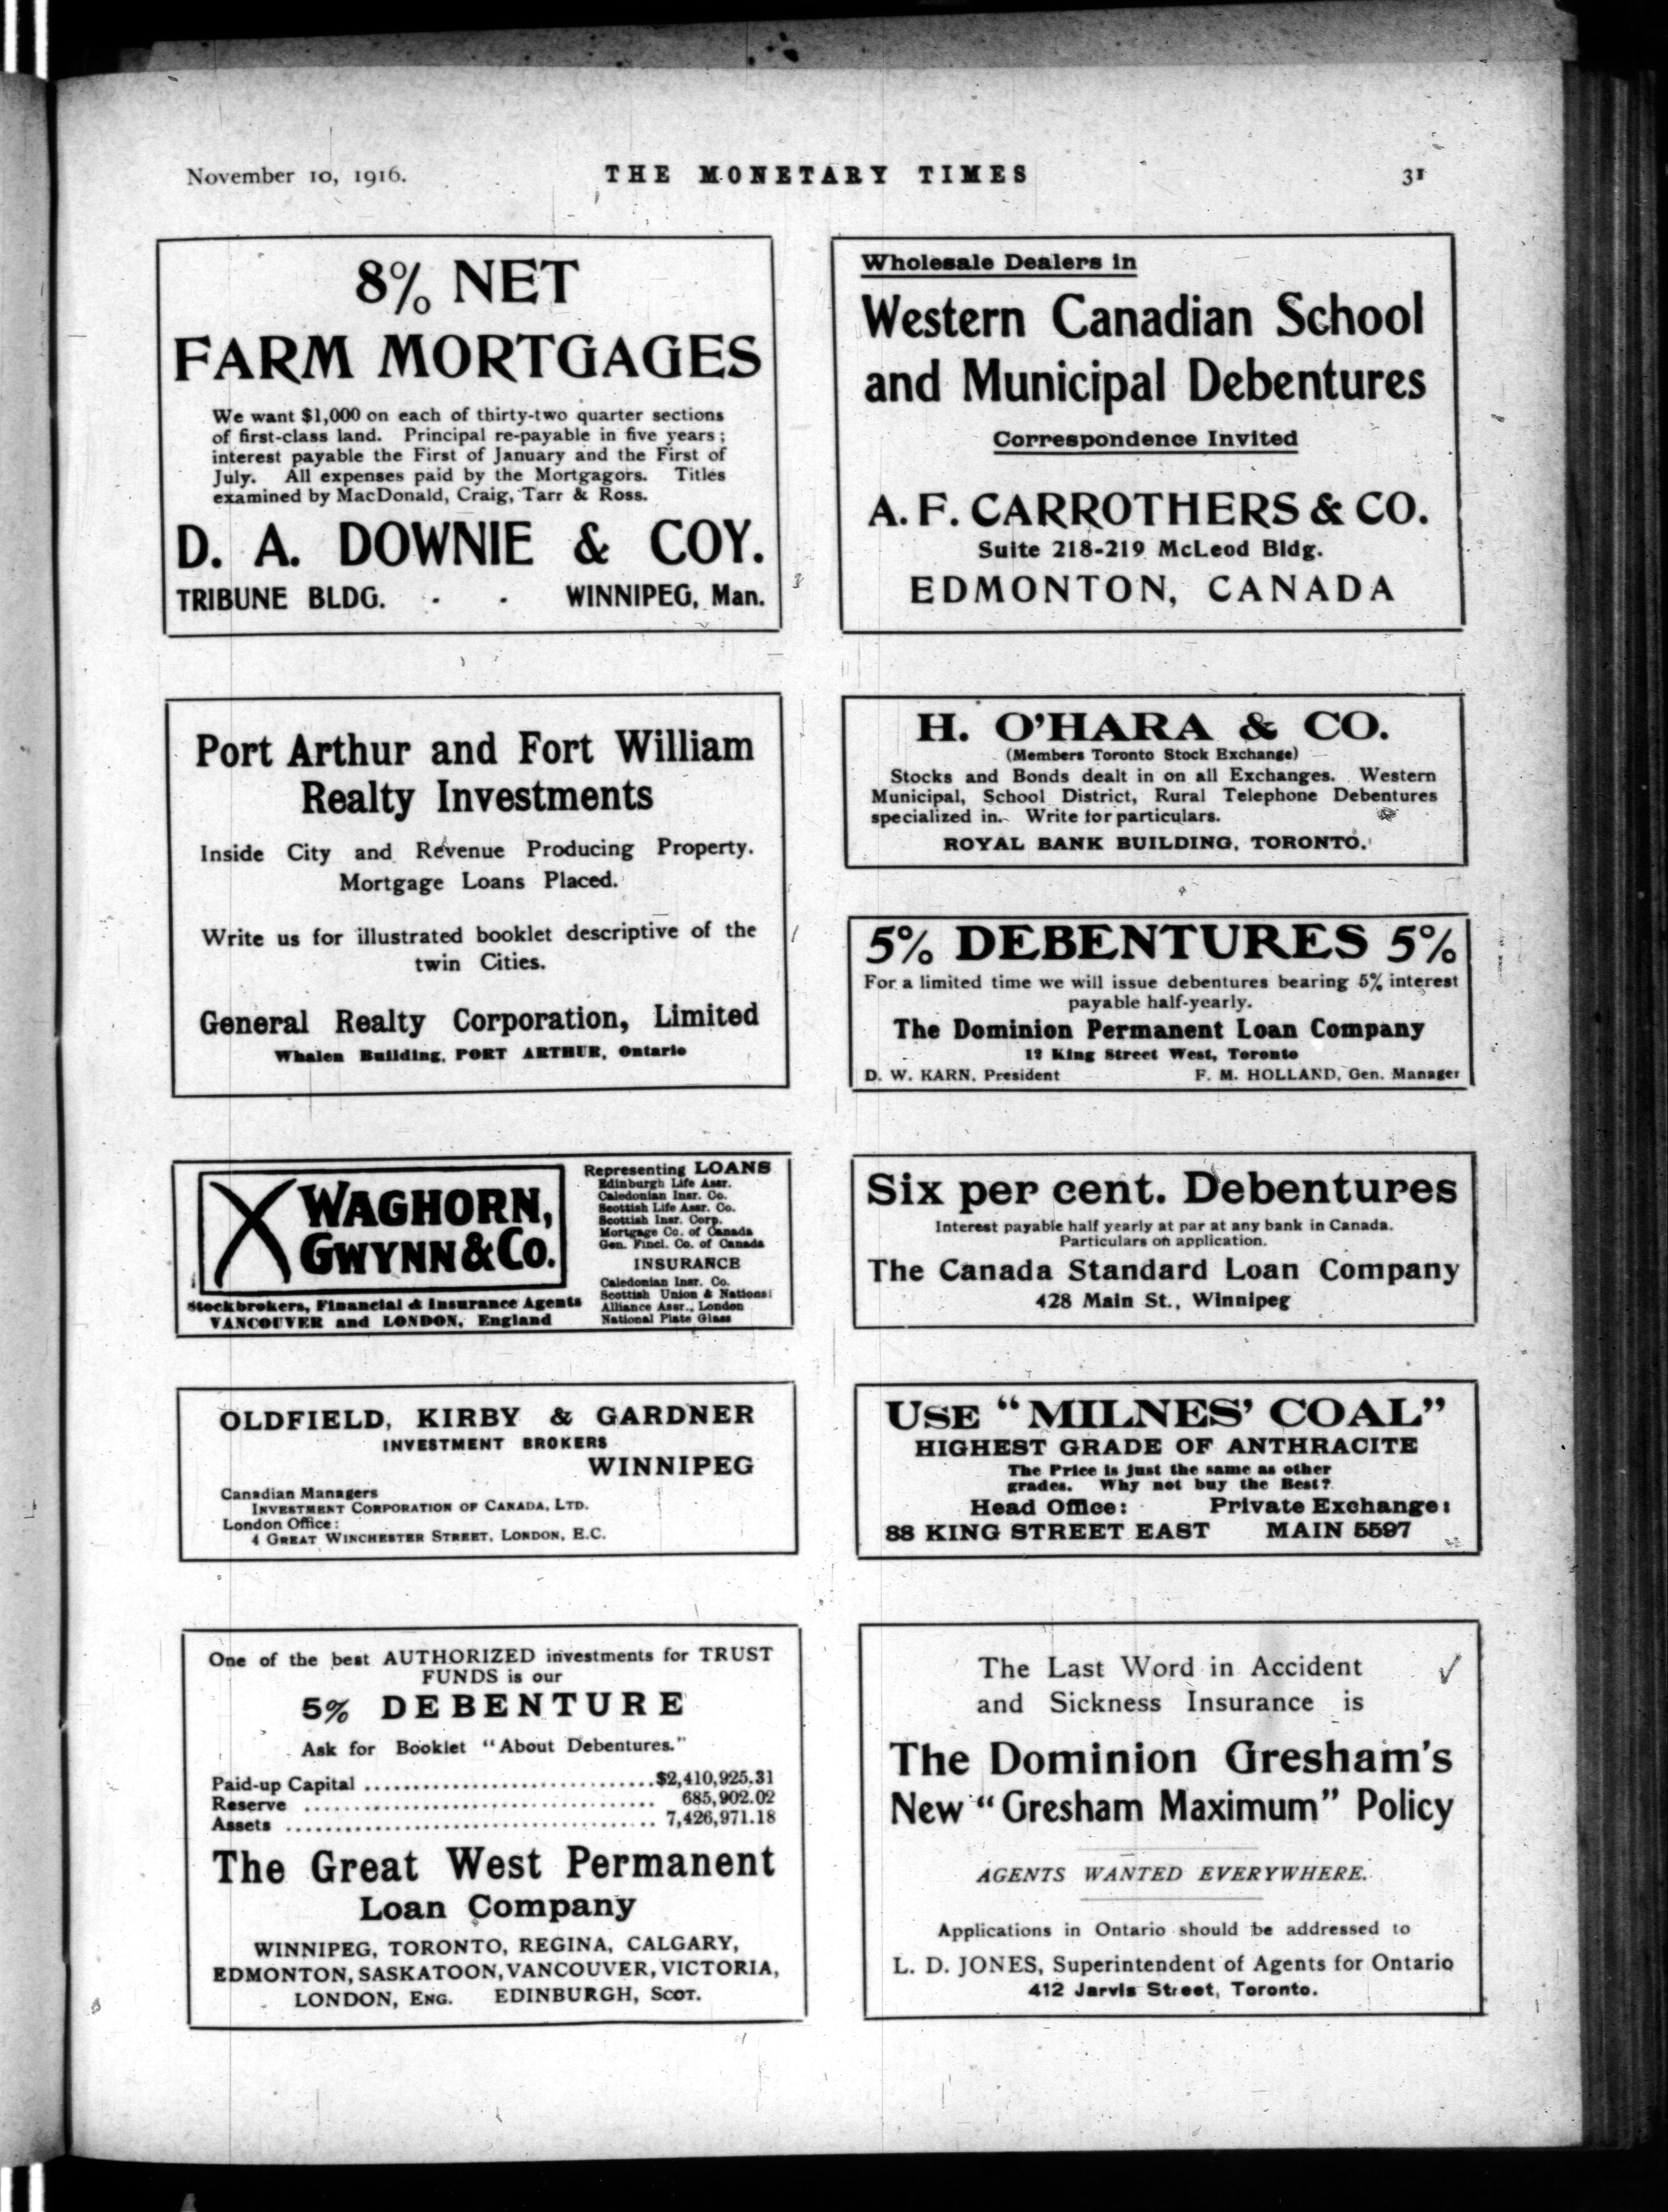 November 10, 1916.
THE MONETARY TIMES
31
8% NET
FARM MORTGAGES
We want $1,000 on each of thirty-two quarter sections
of first-class land. Principal re-payable in five years;
interest payable the First of January and the First of
July. All expenses paid by the Mortgagors. Titles
examined by MacDonald, Craig, Tarr & Ross.
D. A. DOWNIE & COY.
TRIBUNE BLDG. - - WINNIPEG, Man.
Port Arthur and Fort William
Realty Investments
Inside City and Revenue Producing Property.
Mortgage Loans Placed.
Write us for illustrated booklet descriptive of the
twin Cities.
General Realty Corporation, Limited
Whalen Building, PORT ARTHUR, Ontario
WAGHORN,
GWYNN & Co.
Stockbrokers, Financial & Insurance Agents
VANCOUVER and LONDON, England
Representing LOANS
Edinburgh Life Assr.
Caledonian Insr. Co.
Scottish Life Assr. Co.
Scottish Insr. Corp.
Mortgage Co. of Canada
Gen. Fincl. Co. of Canada
INSURANCE
Caledonian Insr. Co.
Scottish Union & National
Alliance Assr., London
National Plate Glass
OLDFIELD, KIRBY & GARDNER
INVESTMENT BROKERS
WINNIPEG
Canadian Managers
INVESTMENT CORPORATION OF CANADA, LTD.
London Office:
4 GREAT WINCHESTER STREET, LONDON, E.C.
One of the best AUTHORIZED investments for TRUST
FUNDS is our
5% DEBENTURE
Ask for Booklet "About Debentures."
Paid-up Capital ..............................$2,410,925.31
Reserve .................................... 685,902.02
Assets ...................................... 7,426,971.18
The Great West Permanent
Loan Company
WINNIPEG, TORONTO, REGINA, CALGARY,
EDMONTON, SASKATOON, VANCOUVER, VICTORIA,
LONDON, ENG. EDINBURGH, SCOT.
Wholesale Dealers in
Western Canadian School
and Municipal Debentures
Correspondence Invited
A. F. CARROTHERS & CO.
Suite 218-219 McLeod Bldg.
EDMONTON, CANADA
H. O'HARA & CO.
(Members Toronto Stock Exchange)
Stocks and Bonds dealt in on all Exchanges. Western
Municipal, School District, Rural Telephone Debentures
specialized in. Write for particulars.
ROYAL BANK BUILDING, TORONTO.
5% DEBENTURES 5%
For a limited time we will issue debentures bearing 5% interest
payable half-yearly.
The Dominion Permanent Loan Company
12 King Street West, Toronto
D. W. KARN, President F. M. HOLLAND, Gen. Manager
Six per cent. Debentures
Interest payable half yearly at par at any bank in Canada.
Particulars on application.
The Canada Standard Loan Company
428 Main St., Winnipeg
USE "MILNES' COAL"
HIGHEST GRADE OF ANTHRACITE
The Price is just the same as other
grades. Why not buy the Best?
Head Office: Private Exchange:
88 KING STREET EAST MAIN 5597
The Last Word in Accident
and Sickness Insurance is
The Dominion Gresham's
New "Gresham Maximum" Policy
AGENTS WANTED EVERYWHERE.
Applications in Ontario should be addressed to
L. D. JONES, Superintendent of Agents for Ontario
412 Jarvis Street, Toronto.